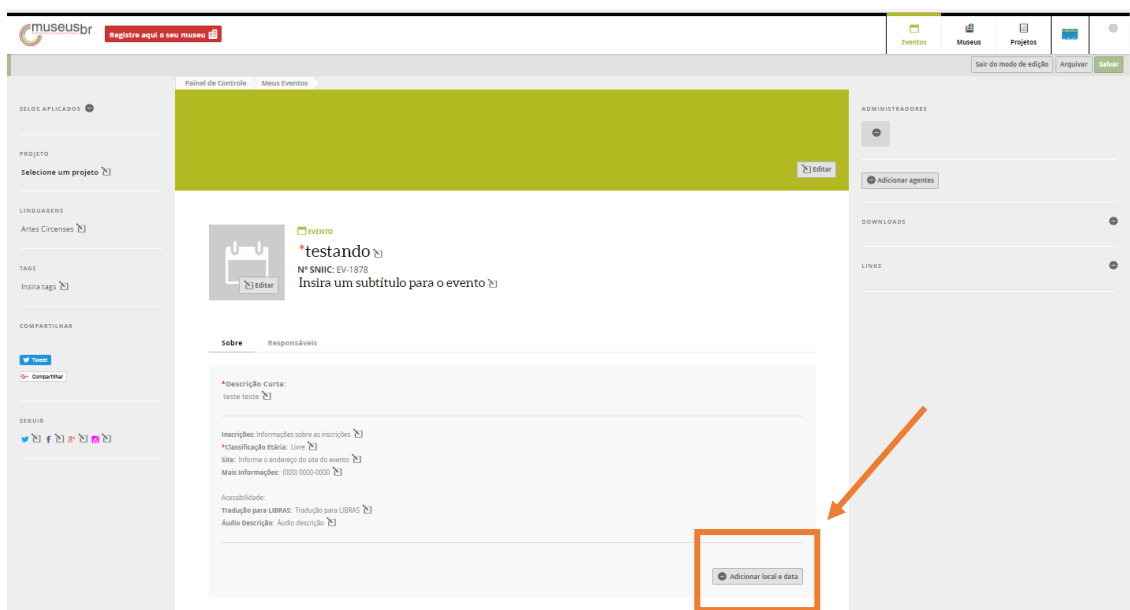 museusbr
Registre aqui o seu museu
Eventos
Museus
Projetos
Sair do modo de edição
Arquivar
Salvar
Painel de Controle
Meus Eventos
SELOS APLICADOS
PROJETO
Selecione um projeto
LINGUAGENS
Artes Circenses
TAGS
Insira tags
COMPARTILHAR
Tweet
G+ Compartilhar
SEGUIR
Editar
EVENTO
*testando
Nº SNIIC: EV-1878
Insira um subtítulo para o evento
Editar
Sobre
Responsáveis
*Descrição Curta:
teste teste
Inscrições: Informações sobre as inscrições
*Classificação Etária: Livre
Site: Informe o endereço do site do evento
Mais Informações: (000) 0000-0000
Acessibilidade:
Tradução para LIBRAS: Tradução para LIBRAS
Áudio Descrição: Áudio descrição
Adicionar local e data
ADMINISTRADORES
Adicionar agentes
DOWNLOADS
LINKS